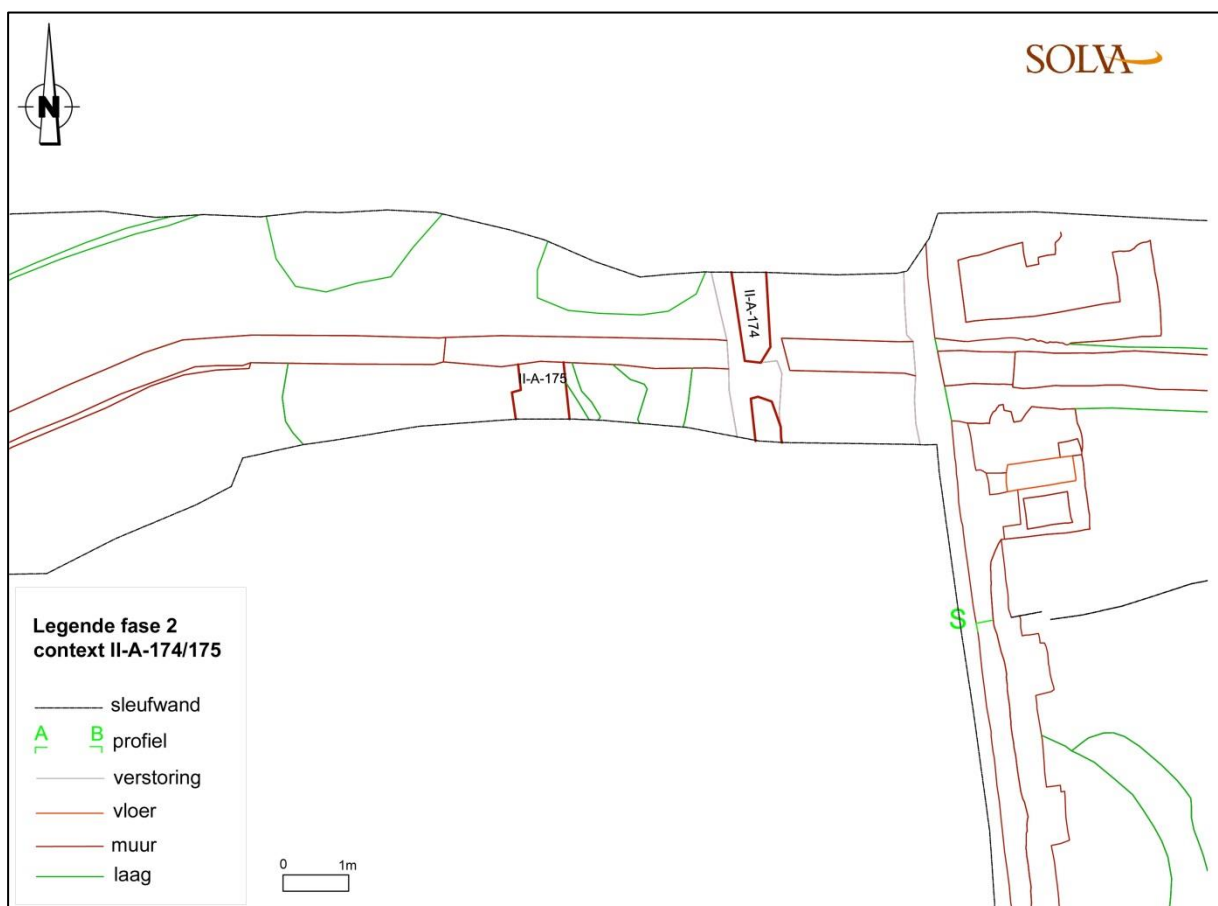 SOLVA
N
II-A-174
II-A-175
S
Legende fase 2
context II-A-174/175
sleufwand
A B profiel
verstoring
vloer
muur
laag
0 1m